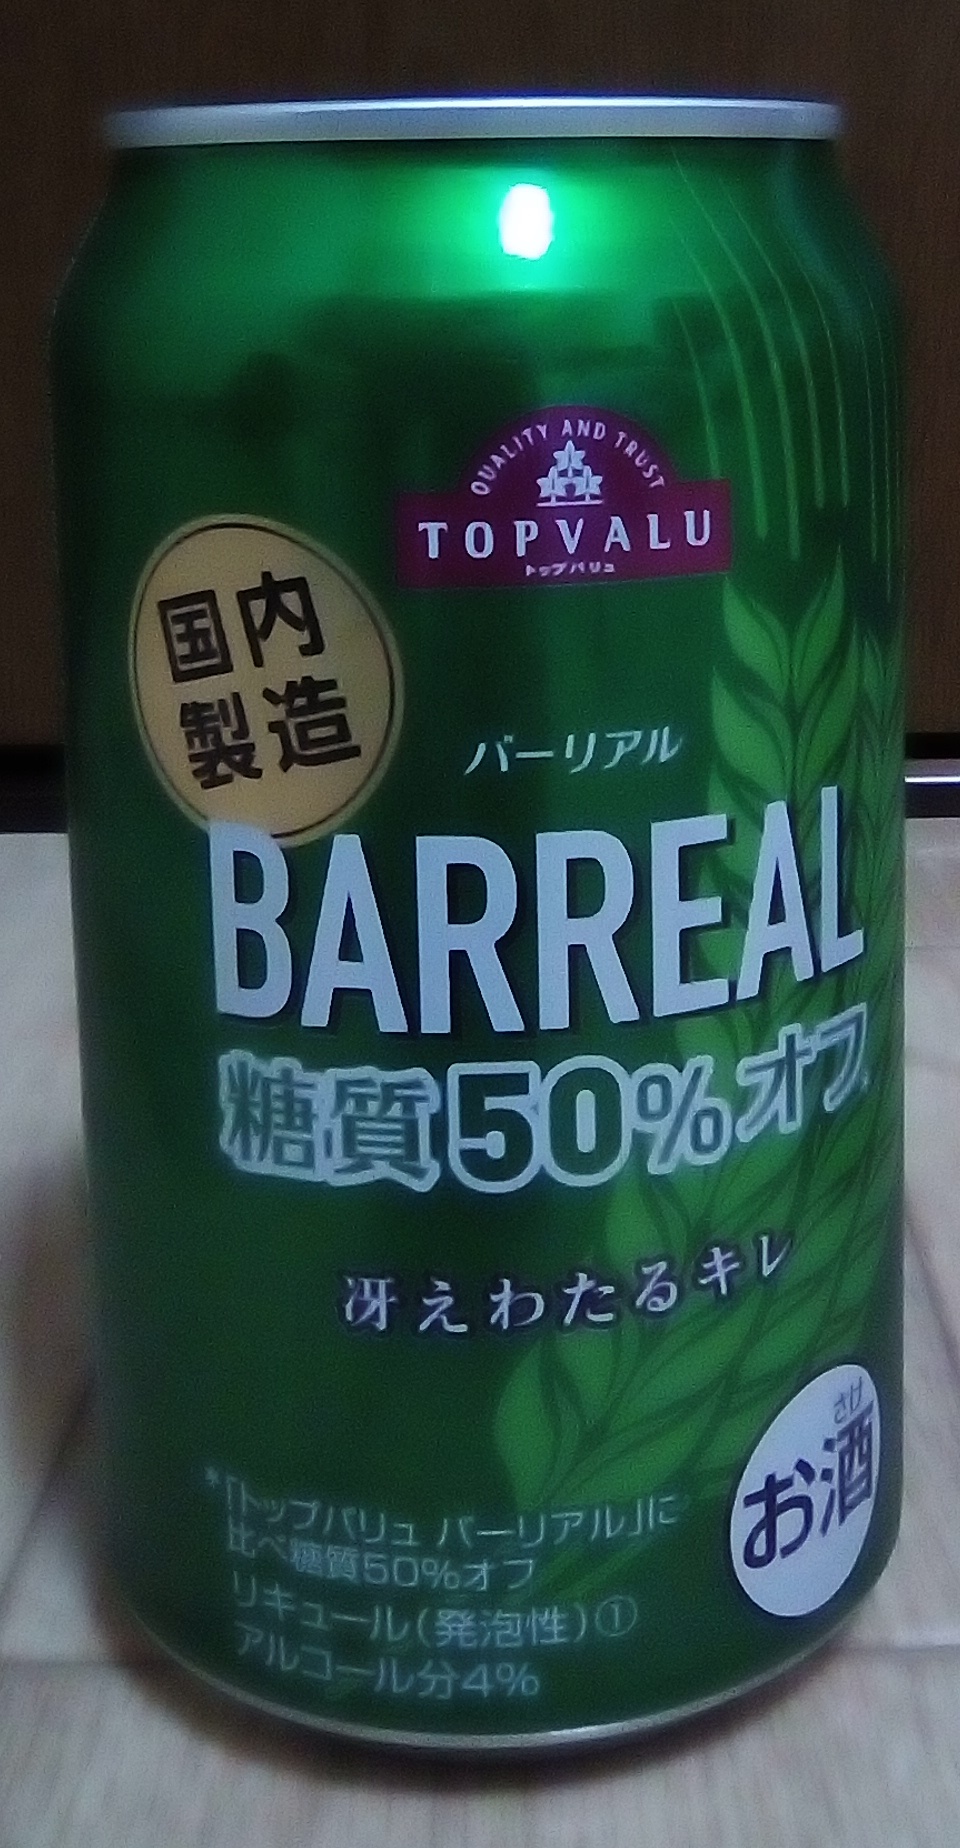 QUALITY AND TRUST
TOPVALU
トップバリュ
国内
製造
バーリアル
BARREAL
糖質50%オフ
冴えわたるキレ
さけ
お酒
*「トップバリュ バーリアル」に
比べ糖質50%オフ
リキュール(発泡性)①
アルコール分4%